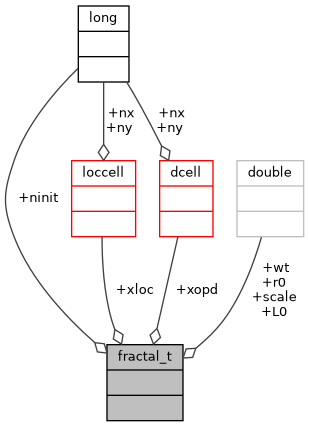 long
+nx
+ny
+nx
+ny
loccell
dcell
double
+ninit
+xloc
+xopd
+wt
+r0
+scale
+L0
fractal_t